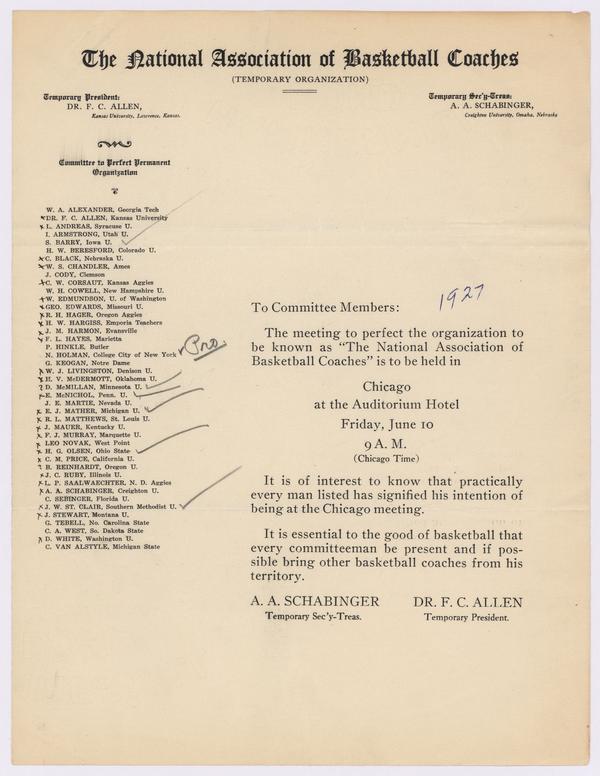 The National Association of Basketball Coaches
(TEMPORARY ORGANIZATION)
Temporary President:
DR. F. C. ALLEN,
Kansas University, Lawrence, Kansas.
Temporary Sec'y-Treas:
A. A. SCHABINGER,
Creighton University, Omaha, Nebraska
Committee to Perfect Permanent
Organization
W. A. ALEXANDER, Georgia Tech
x DR. F. C. ALLEN, Kansas University
x L. ANDREAS, Syracuse U.
I. ARMSTRONG, Utah U.
S. BARRY, Iowa U.
H. W. BERESFORD, Colorado U.
x C. BLACK, Nebraska U.
x W. S. CHANDLER, Ames
J. CODY, Clemson
x C. W. CORSAUT, Kansas Aggies
W. H. COWELL, New Hampshire U.
x W. EDMUNDSON, U. of Washington
x GEO. EDWARDS, Missouri U.
x R. H. HAGER, Oregon Aggies
x H. W. HARGISS, Emporia Teachers
x J. M. HARMON, Evansville
F. L. HAYES, Marietta
P. HINKLE, Butler
N. HOLMAN, College City of New York Pro
G. KEOGAN, Notre Dame
x W. J. LIVINGSTON, Denison U.
x H. V. McDERMOTT, Oklahoma U.
? D. McMILLAN, Minnesota U.
x E. McNICHOL, Penn. U.
J. E. MARTIE, Nevada U.
x E. J. MATHER, Michigan U.
x R. L. MATTHEWS, St. Louis U.
x J. MAUER, Kentucky U.
x F. J. MURRAY, Marquette U.
LEO NOVAK, West Point
x H. G. OLSEN, Ohio State
x C. M. PRICE, California U.
? B. REINHARDT, Oregon U.
x J. C. RUBY, Illinois U.
x L. P. SAALWAECHTER, N. D. Aggies
x A. A. SCHABINGER, Creighton U.
C. SEBINGER, Florida U.
x J. W. ST. CLAIR, Southern Methodist U.
x J. STEWART, Montana U.
G. TEBELL, No. Carolina State
C. A. WEST, So. Dakota State
x D. WHITE, Washington U.
C. VAN ALSTYLE, Michigan State
1927
To Committee Members:
The meeting to perfect the organization to
be known as "The National Association of
Basketball Coaches" is to be held in
Chicago
at the Auditorium Hotel
Friday, June 10
9 A. M.
(Chicago Time)
It is of interest to know that practically
every man listed has signified his intention of
being at the Chicago meeting.
It is essential to the good of basketball that
every committeeman be present and if pos-
sible bring other basketball coaches from his
territory.
A. A. SCHABINGER
Temporary Sec'y-Treas.
DR. F. C. ALLEN
Temporary President.